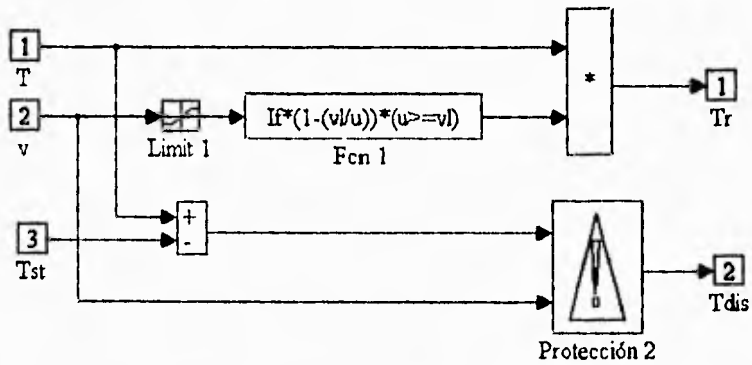 1
T
2
v
Limit 1
If*(1-(vl/u))*(u>=vl)
Fcn 1
*
1
Tr
3
Tst
+
-
Protección 2
2
Tdis